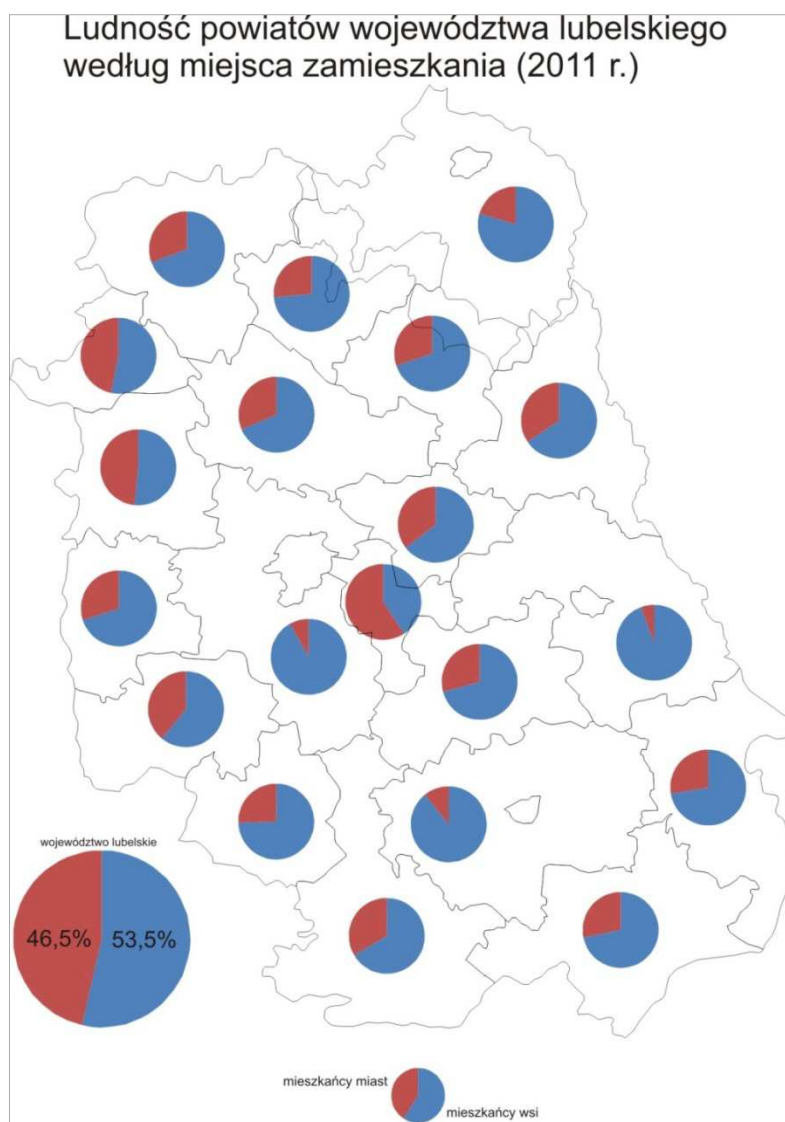 Ludność powiatów województwa lubelskiego
według miejsca zamieszkania (2011 r.)
województwo lubelskie
46,5% 53,5%
mieszkańcy miast
mieszkańcy wsi